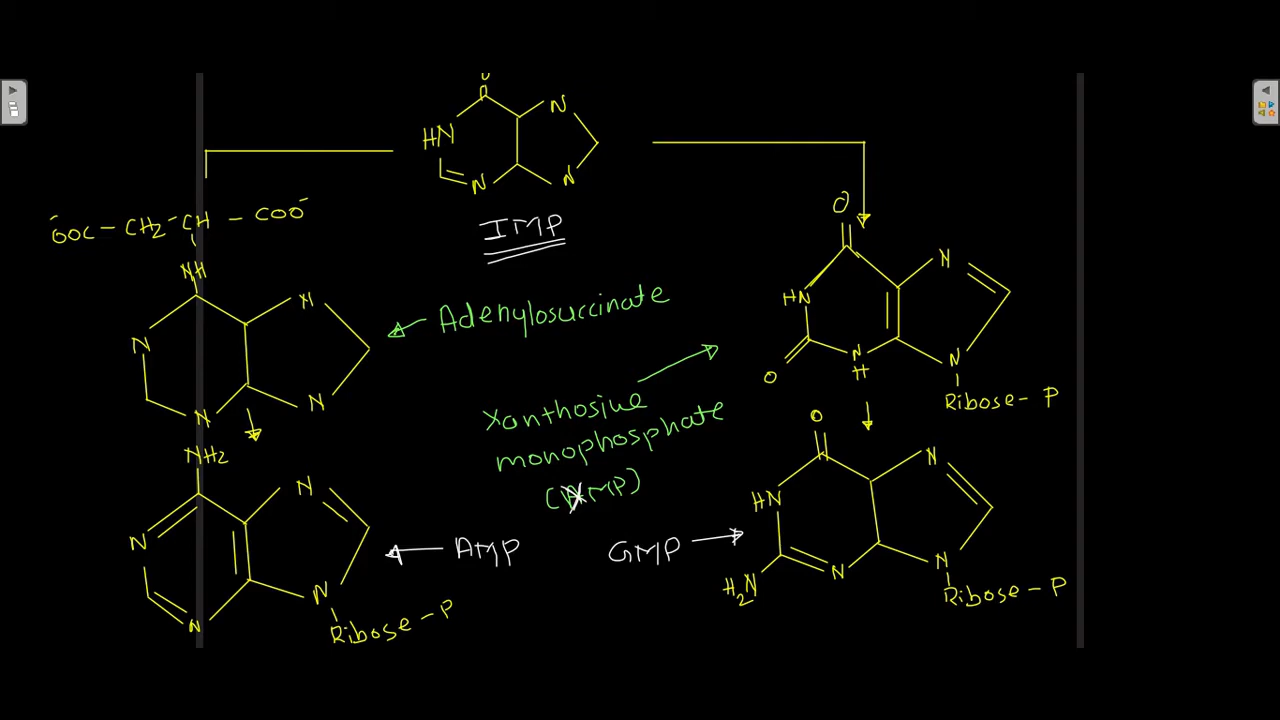 O
N
HN
N
N
IMP
⁻OOC — CH2 — CH — COO⁻
NH
N
N
N
N
Adenylosuccinate
O
N
HN
N
H
O
N
Ribose - P
Xanthosine
monophosphate
(XMP)
NH2
N
N
N
N
Ribose - P
AMP
GMP
O
N
HN
H2N
N
N
Ribose - P